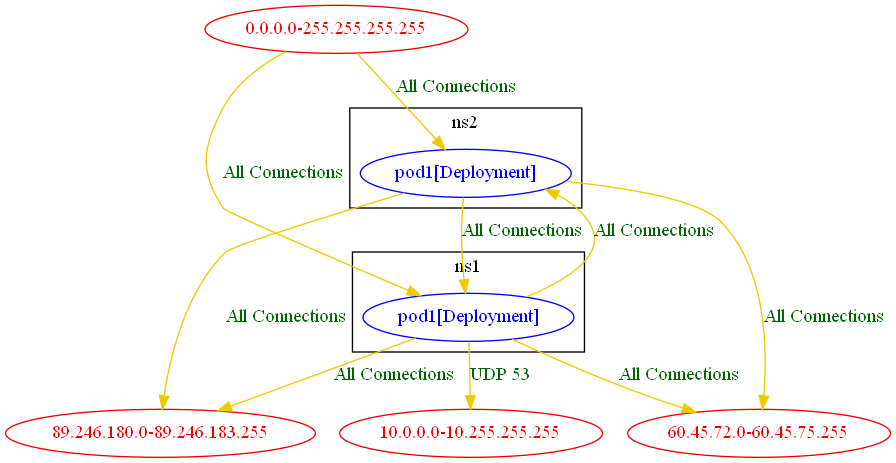 0.0.0.0-255.255.255.255
All Connections
ns2
pod1[Deployment]
All Connections
All Connections
All Connections
ns1
pod1[Deployment]
All Connections
All Connections
All Connections
UDP 53
All Connections
89.246.180.0-89.246.183.255
10.0.0.0-10.255.255.255
60.45.72.0-60.45.75.255